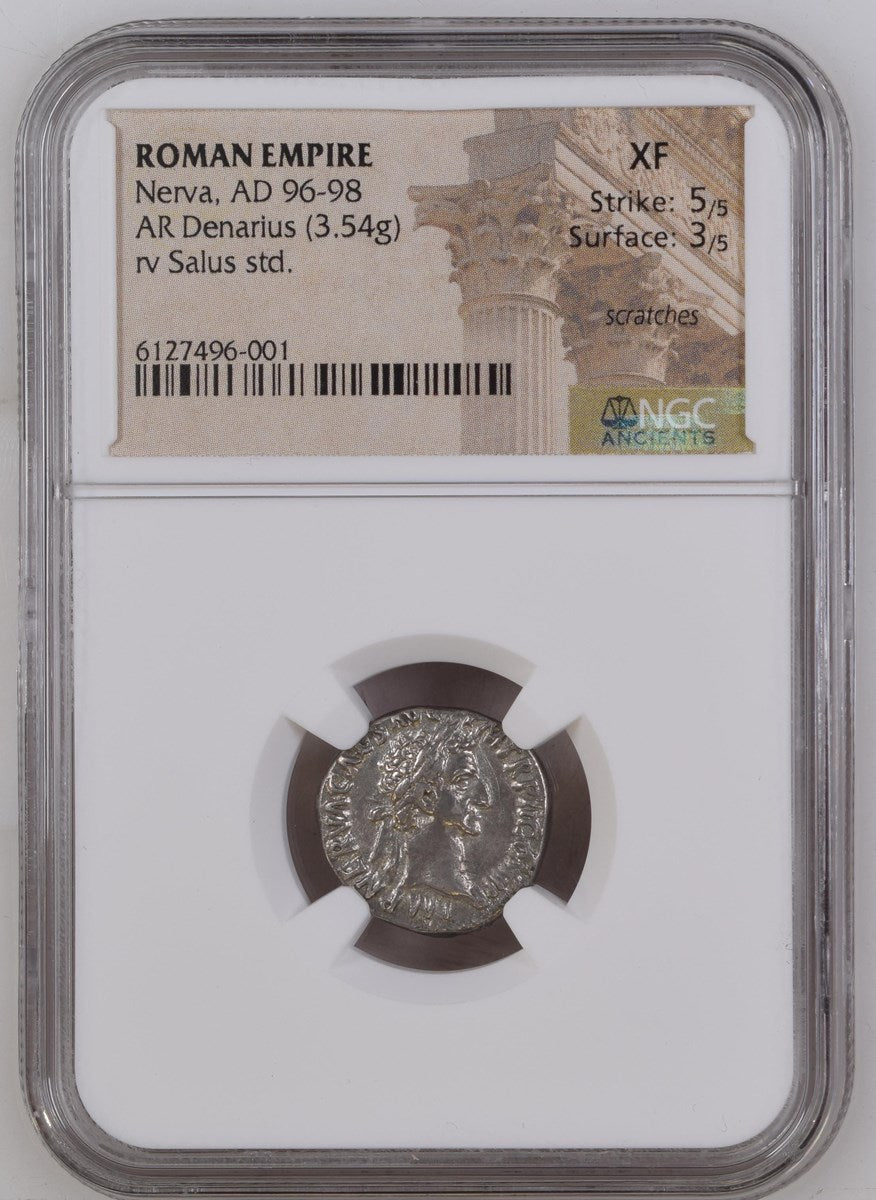 ROMAN EMPIRE
Nerva, AD 96-98
AR Denarius (3.54g)
rv Salus std.
6127496-001
XF
Strike: 5/5
Surface: 3/5
scratches
NGC
ANCIENTS